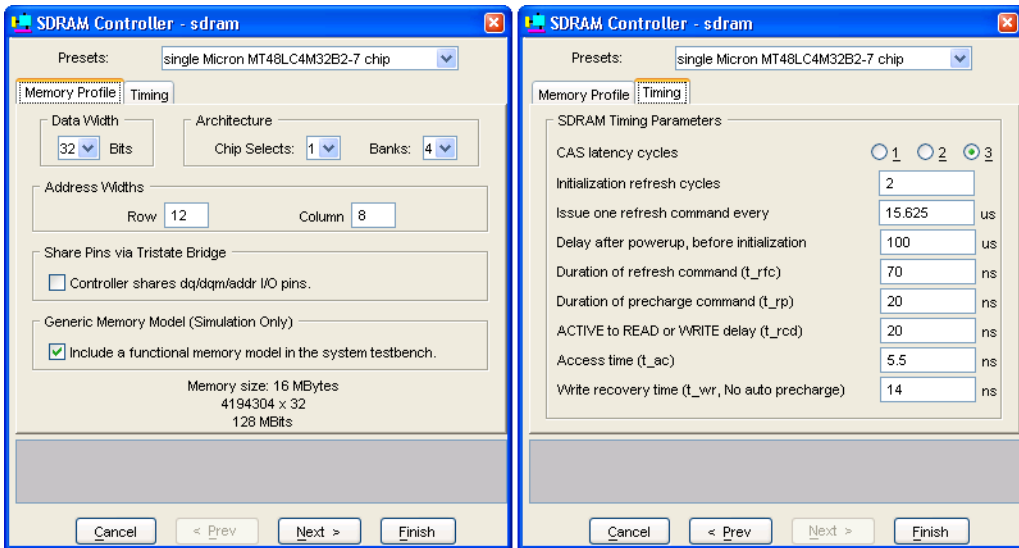 SDRAM Controller - sdram
Presets: single Micron MT48LC4M32B2-7 chip
Memory Profile Timing
Data Width
32 Bits
Architecture
Chip Selects: 1 Banks: 4
Address Widths
Row 12 Column 8
Share Pins via Tristate Bridge
Controller shares dq/dqm/addr I/O pins.
Generic Memory Model (Simulation Only)
Include a functional memory model in the system testbench.
Memory size: 16 MBytes
4194304 x 32
128 MBits
Cancel < Prev Next > Finish
SDRAM Controller - sdram
Presets: single Micron MT48LC4M32B2-7 chip
Memory Profile Timing
SDRAM Timing Parameters
CAS latency cycles 1 2 3
Initialization refresh cycles 2
Issue one refresh command every 15.625 us
Delay after powerup, before initialization 100 us
Duration of refresh command (t_rfc) 70 ns
Duration of precharge command (t_rp) 20 ns
ACTIVE to READ or WRITE delay (t_rcd) 20 ns
Access time (t_ac) 5.5 ns
Write recovery time (t_wr, No auto precharge) 14 ns
Cancel < Prev Next > Finish